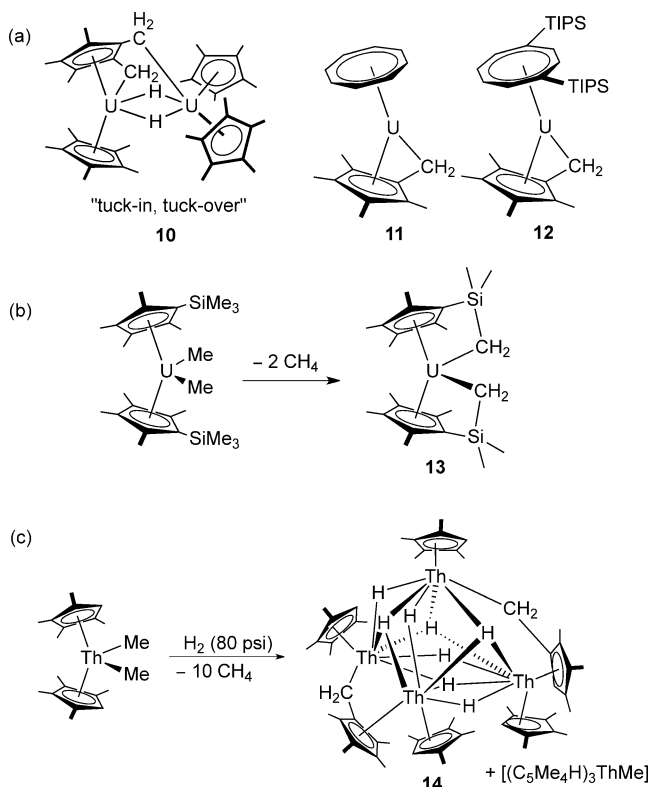 (a)
H2
C
CH2
H
U
U
H
"tuck-in, tuck-over"
10
U
CH2
11
TIPS
TIPS
U
CH2
12
(b)
SiMe3
U
Me
Me
SiMe3
– 2 CH4
Si
CH2
U
CH2
Si
13
(c)
Th
Me
Me
H2 (80 psi)
– 10 CH4
Th
H
CH2
H
H
H
H
Th
H
H
Th
H2C
Th
H
14
+ [(C5Me4H)3ThMe]